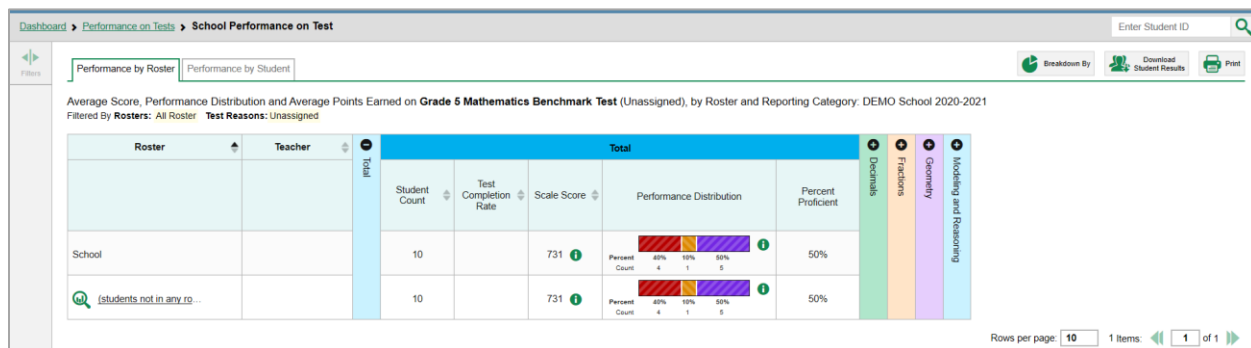 Dashboard > Performance on Tests > School Performance on Test
Enter Student ID
Filters
Performance by Roster
Performance by Student
Breakdown By
Download
Student Results
Print
Average Score, Performance Distribution and Average Points Earned on Grade 5 Mathematics Benchmark Test (Unassigned), by Roster and Reporting Category: DEMO School 2020-2021
Filtered By Rosters: All Roster Test Reasons: Unassigned
Roster
Teacher
Total
Total
Student
Count
Test
Completion
Rate
Scale Score
Performance Distribution
Percent
Proficient
Decimals
Fractions
Geometry
Modeling and Reasoning
School
10
731
Percent 40% 10% 50%
Count 4 1 5
50%
(students not in any ro...
10
731
Percent 40% 10% 50%
Count 4 1 5
50%
Rows per page: 10 1 Items: 1 of 1